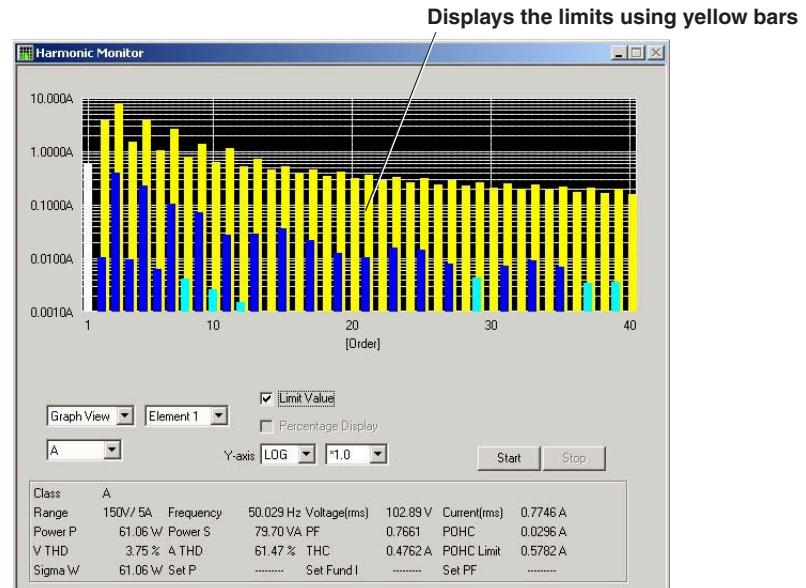 Displays the limits using yellow bars
Harmonic Monitor
10.000A
1.0000A
0.1000A
0.0100A
0.0010A
1 10 20 30 40
[Order]
Limit Value
Graph View Element 1
Percentage Display
A Y-axis LOG *1.0 Start Stop
Class A
Range 150V/ 5A Frequency 50.029 Hz Voltage(rms) 102.89 V Current(rms) 0.7746 A
Power P 61.06 W Power S 79.70 VA PF 0.7661 POHC 0.0296 A
V THD 3.75 % A THD 61.47 % THC 0.4762 A POHC Limit 0.5782 A
Sigma W 61.06 W Set P --------- Set Fund I --------- Set PF ---------